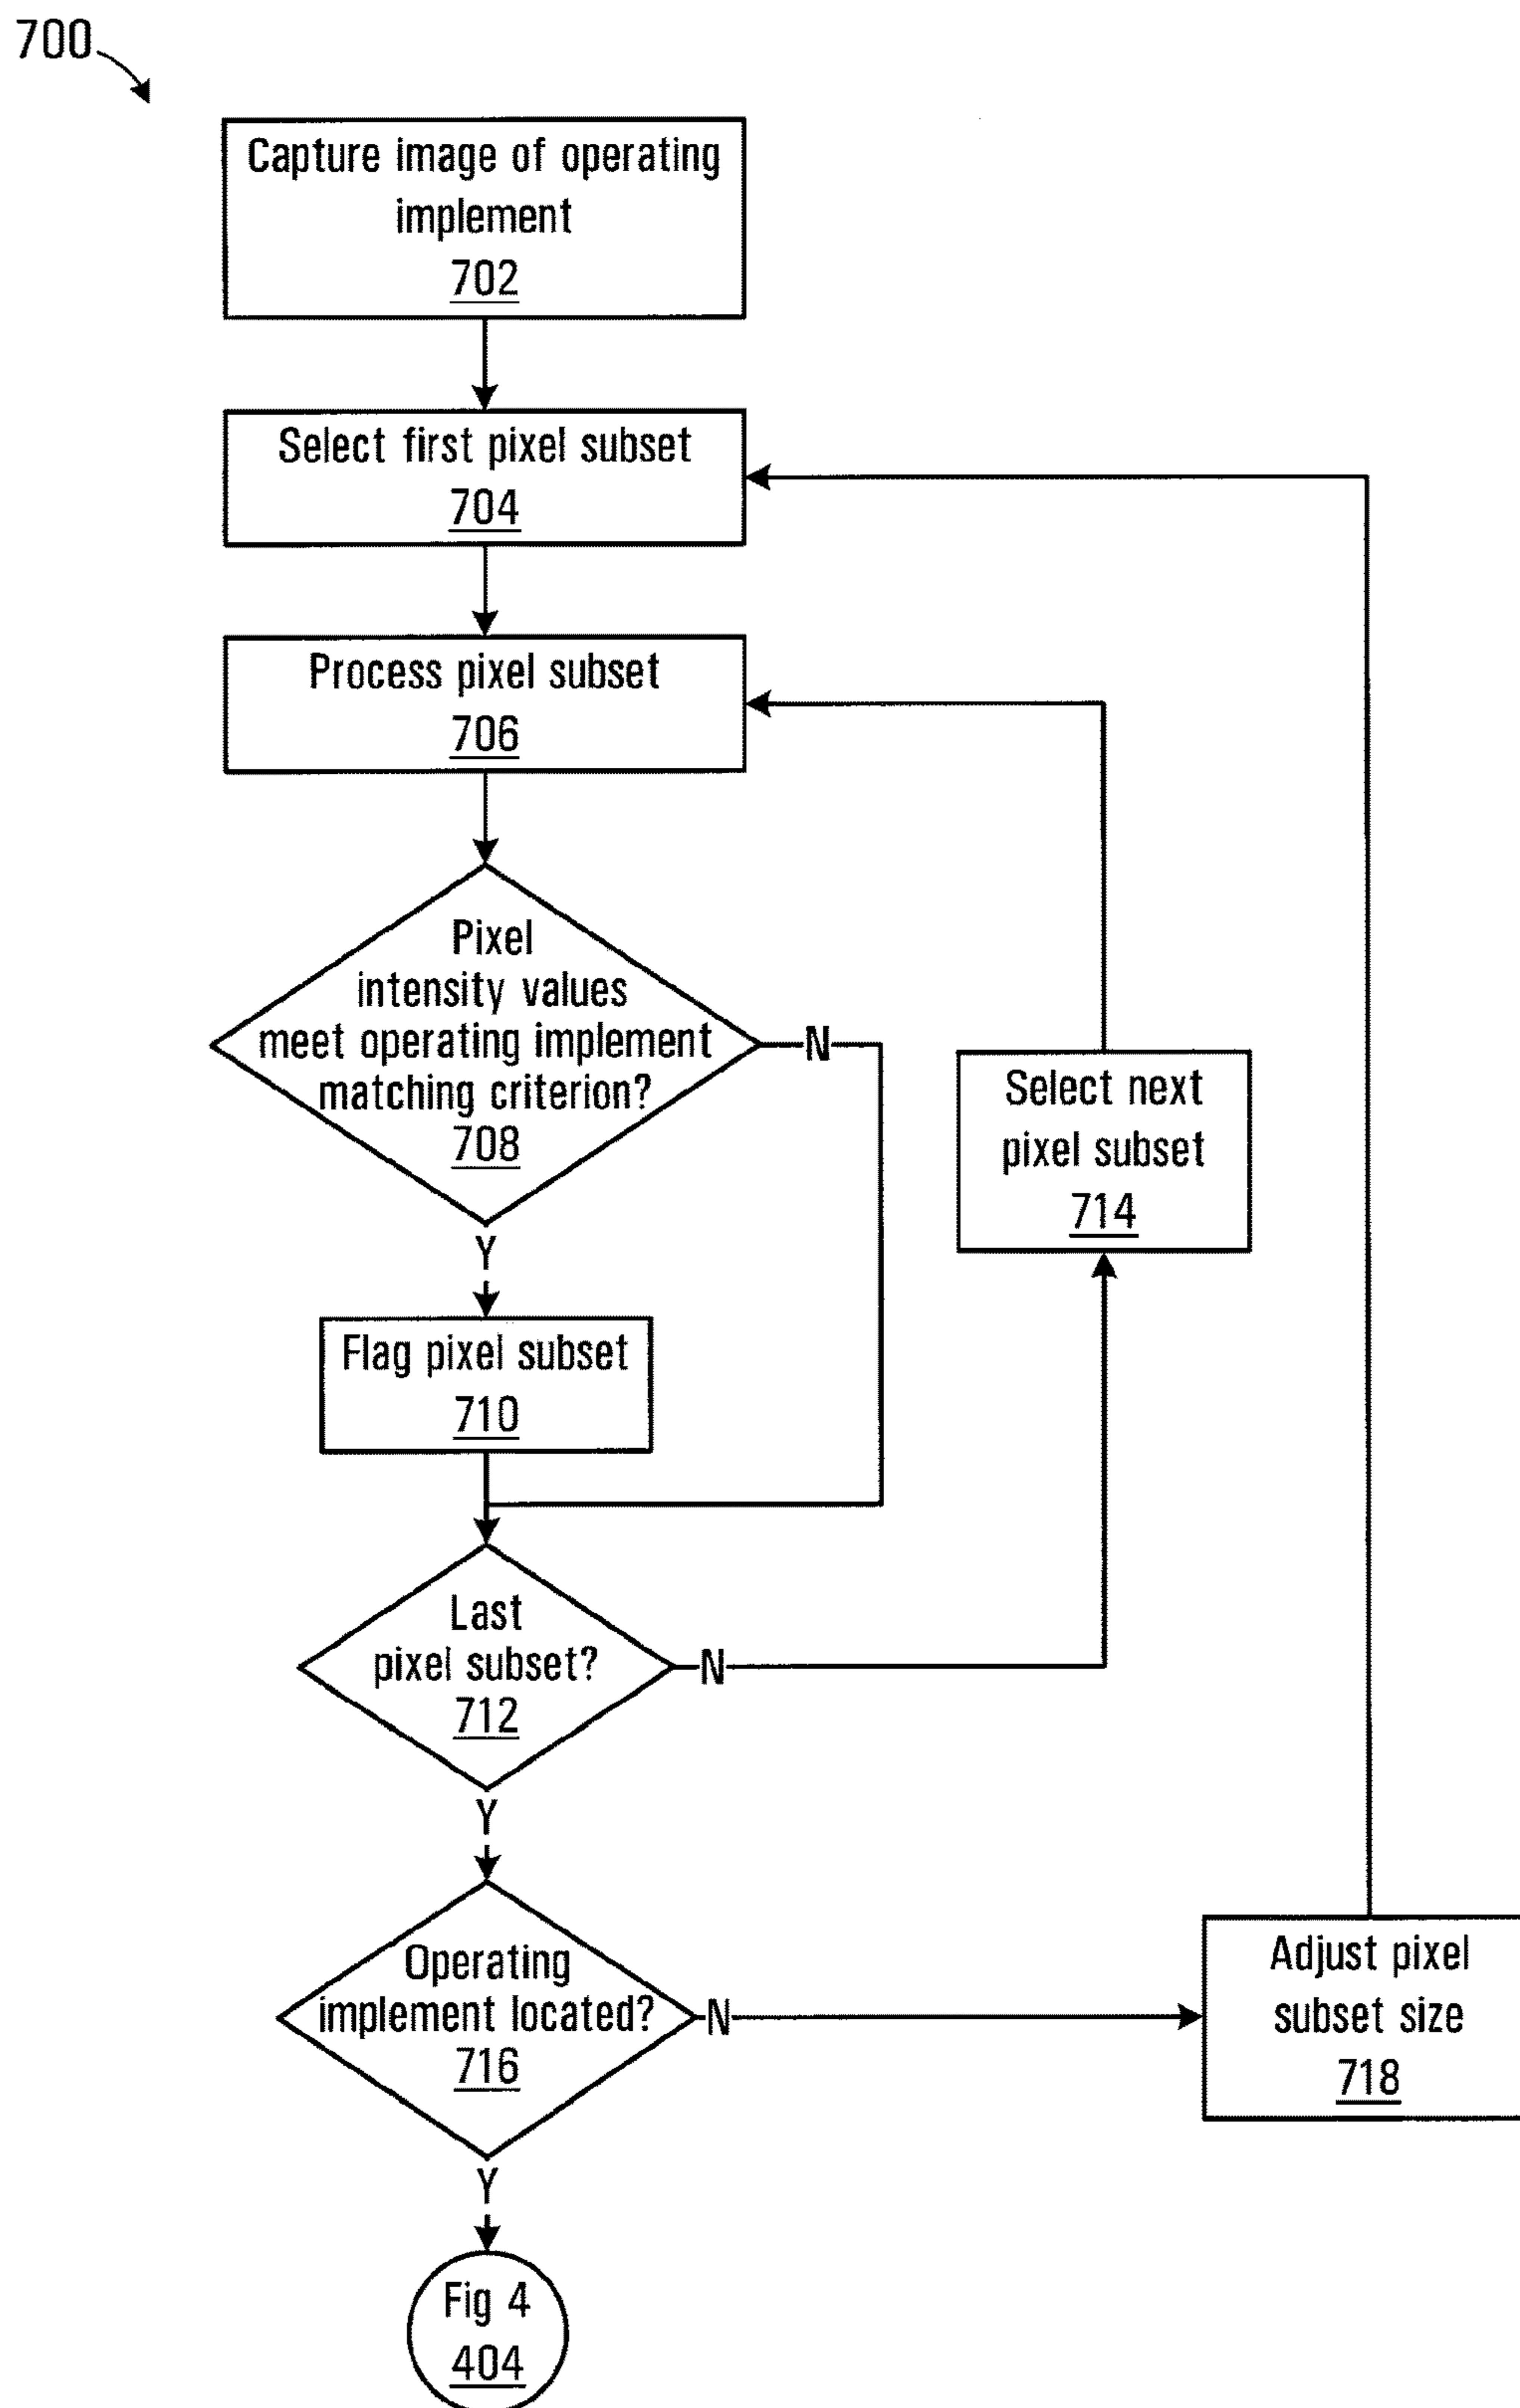 700
Capture image of operating
implement
702
Select first pixel subset
704
Process pixel subset
706
Pixel
intensity values
meet operating implement
matching criterion?
708
N
Y
Select next
pixel subset
714
Flag pixel subset
710
Last
pixel subset?
712
N
Y
Operating
implement located?
716
N
Y
Adjust pixel
subset size
718
Fig 4
404